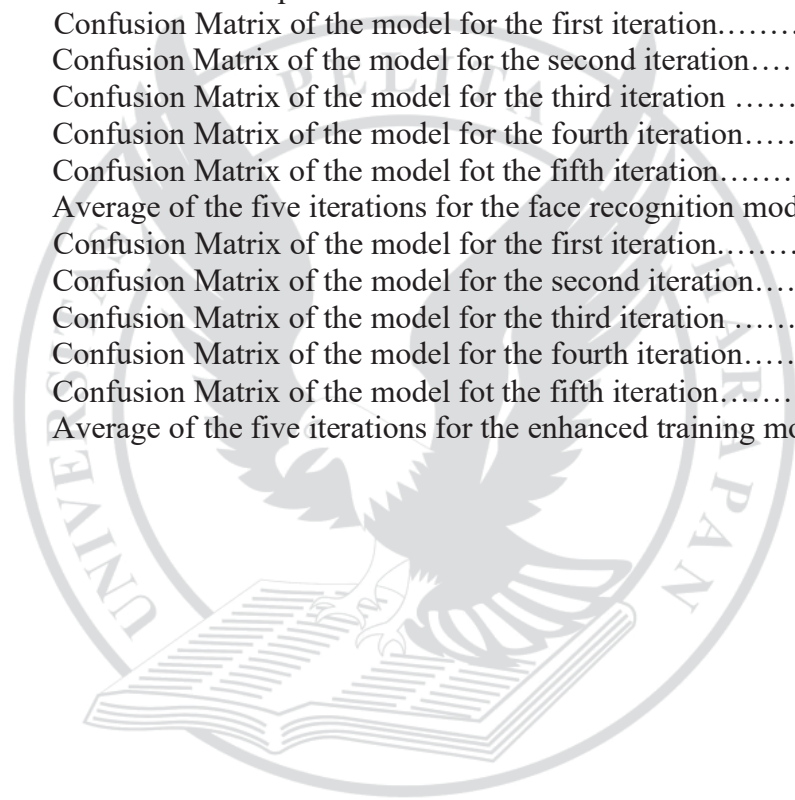 Confusion Matrix of the model for the first iteration........
Confusion Matrix of the model for the second iteration....
Confusion Matrix of the model for the third iteration ......
Confusion Matrix of the model for the fourth iteration.....
Confusion Matrix of the model fot the fifth iteration.......
Average of the five iterations for the face recognition mod
Confusion Matrix of the model for the first iteration........
Confusion Matrix of the model for the second iteration....
Confusion Matrix of the model for the third iteration ......
Confusion Matrix of the model for the fourth iteration.....
Confusion Matrix of the model fot the fifth iteration.......
Average of the five iterations for the enhanced training mo
UNIVERSITAS PELITA HARAPAN